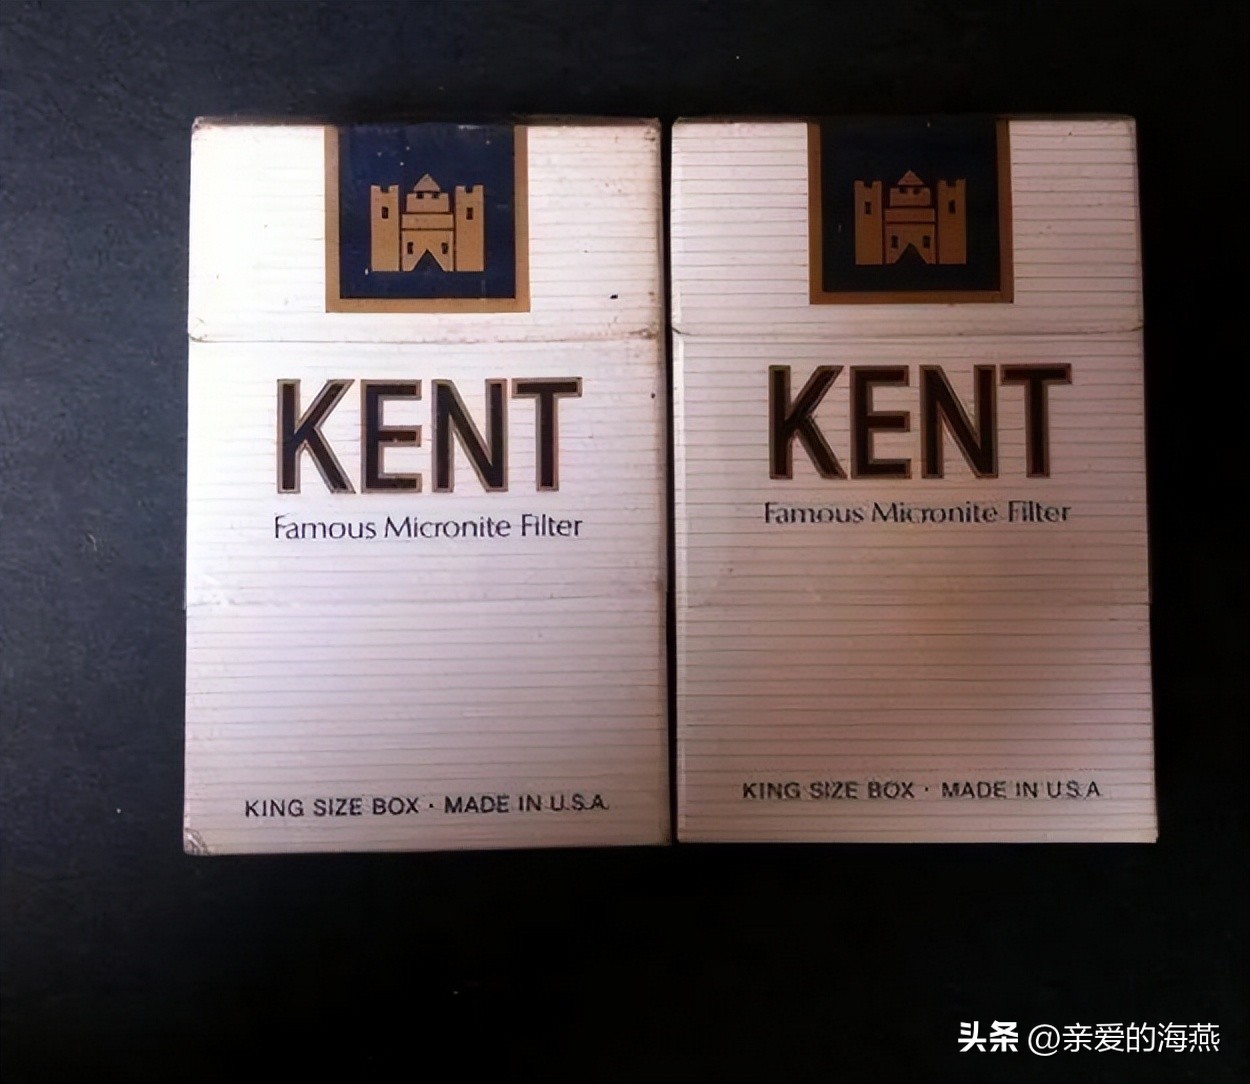 KENT
Famous Micronite Filter
KING SIZE BOX · MADE IN U.S.A.
KENT
Famous Micronite Filter
KING SIZE BOX · MADE IN U.S.A
头条 @亲爱的海燕